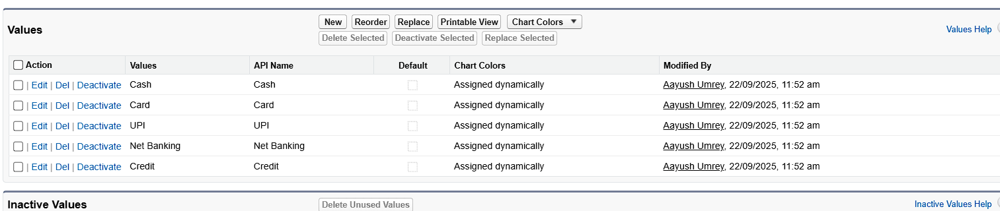 Values
New Reorder Replace Printable View Chart Colors
Delete Selected Deactivate Selected Replace Selected
Values Help
Action Values API Name Default Chart Colors Modified By
| Edit | Del | Deactivate Cash Cash Assigned dynamically Aayush Umrey, 22/09/2025, 11:52 am
| Edit | Del | Deactivate Card Card Assigned dynamically Aayush Umrey, 22/09/2025, 11:52 am
| Edit | Del | Deactivate UPI UPI Assigned dynamically Aayush Umrey, 22/09/2025, 11:52 am
| Edit | Del | Deactivate Net Banking Net Banking Assigned dynamically Aayush Umrey, 22/09/2025, 11:52 am
| Edit | Del | Deactivate Credit Credit Assigned dynamically Aayush Umrey, 22/09/2025, 11:52 am
Inactive Values Delete Unused Values Inactive Values Help